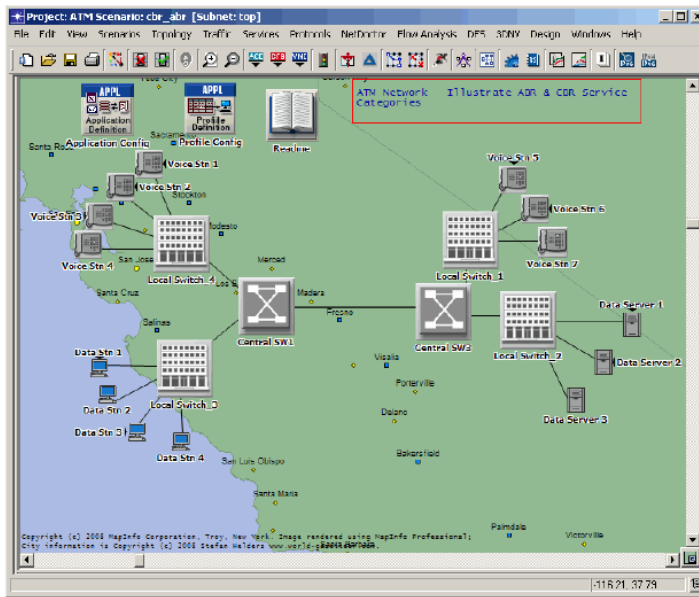 Project: ATM Scenario: cbr_abr [Subnet: top]
File Edit View Scenarios Topology Traffic Services Protocols NetDoctor Flow Analysis DES 3DNV Design Windows Help
ATM Network Illustrate ABR & CBR Service
Categories
APPL
Application
Definition
Application Config
APPL
Profile
Definition
Profile Config
Readme
Santa Rosa
Voice Stn 1
Voice Stn 2
Voice Stn 3
Voice Stn 4
Stockton
Modesto
San Jose
Local Switch_4
Merced
Santa Cruz
Madera
Fresno
Salinas
Central SW1
Voice Stn 5
Voice Stn 6
Voice Stn 7
Local Switch_1
Data Server 1
Data Server 2
Data Server 3
Local Switch_2
Visalia
Porterville
Delano
Bakersfield
Data Stn 1
Data Stn 2
Data Stn 3
Data Stn 4
Local Switch_3
San Luis Obispo
Santa Maria
Palmdale
Victorville
Copyright (c) 2005 MapInfo Corporation, Troy, New York. Image rendered using MapInfo Professional;
City information is Copyright (c) 2005 Stefan Helders
-116.21, 37.79